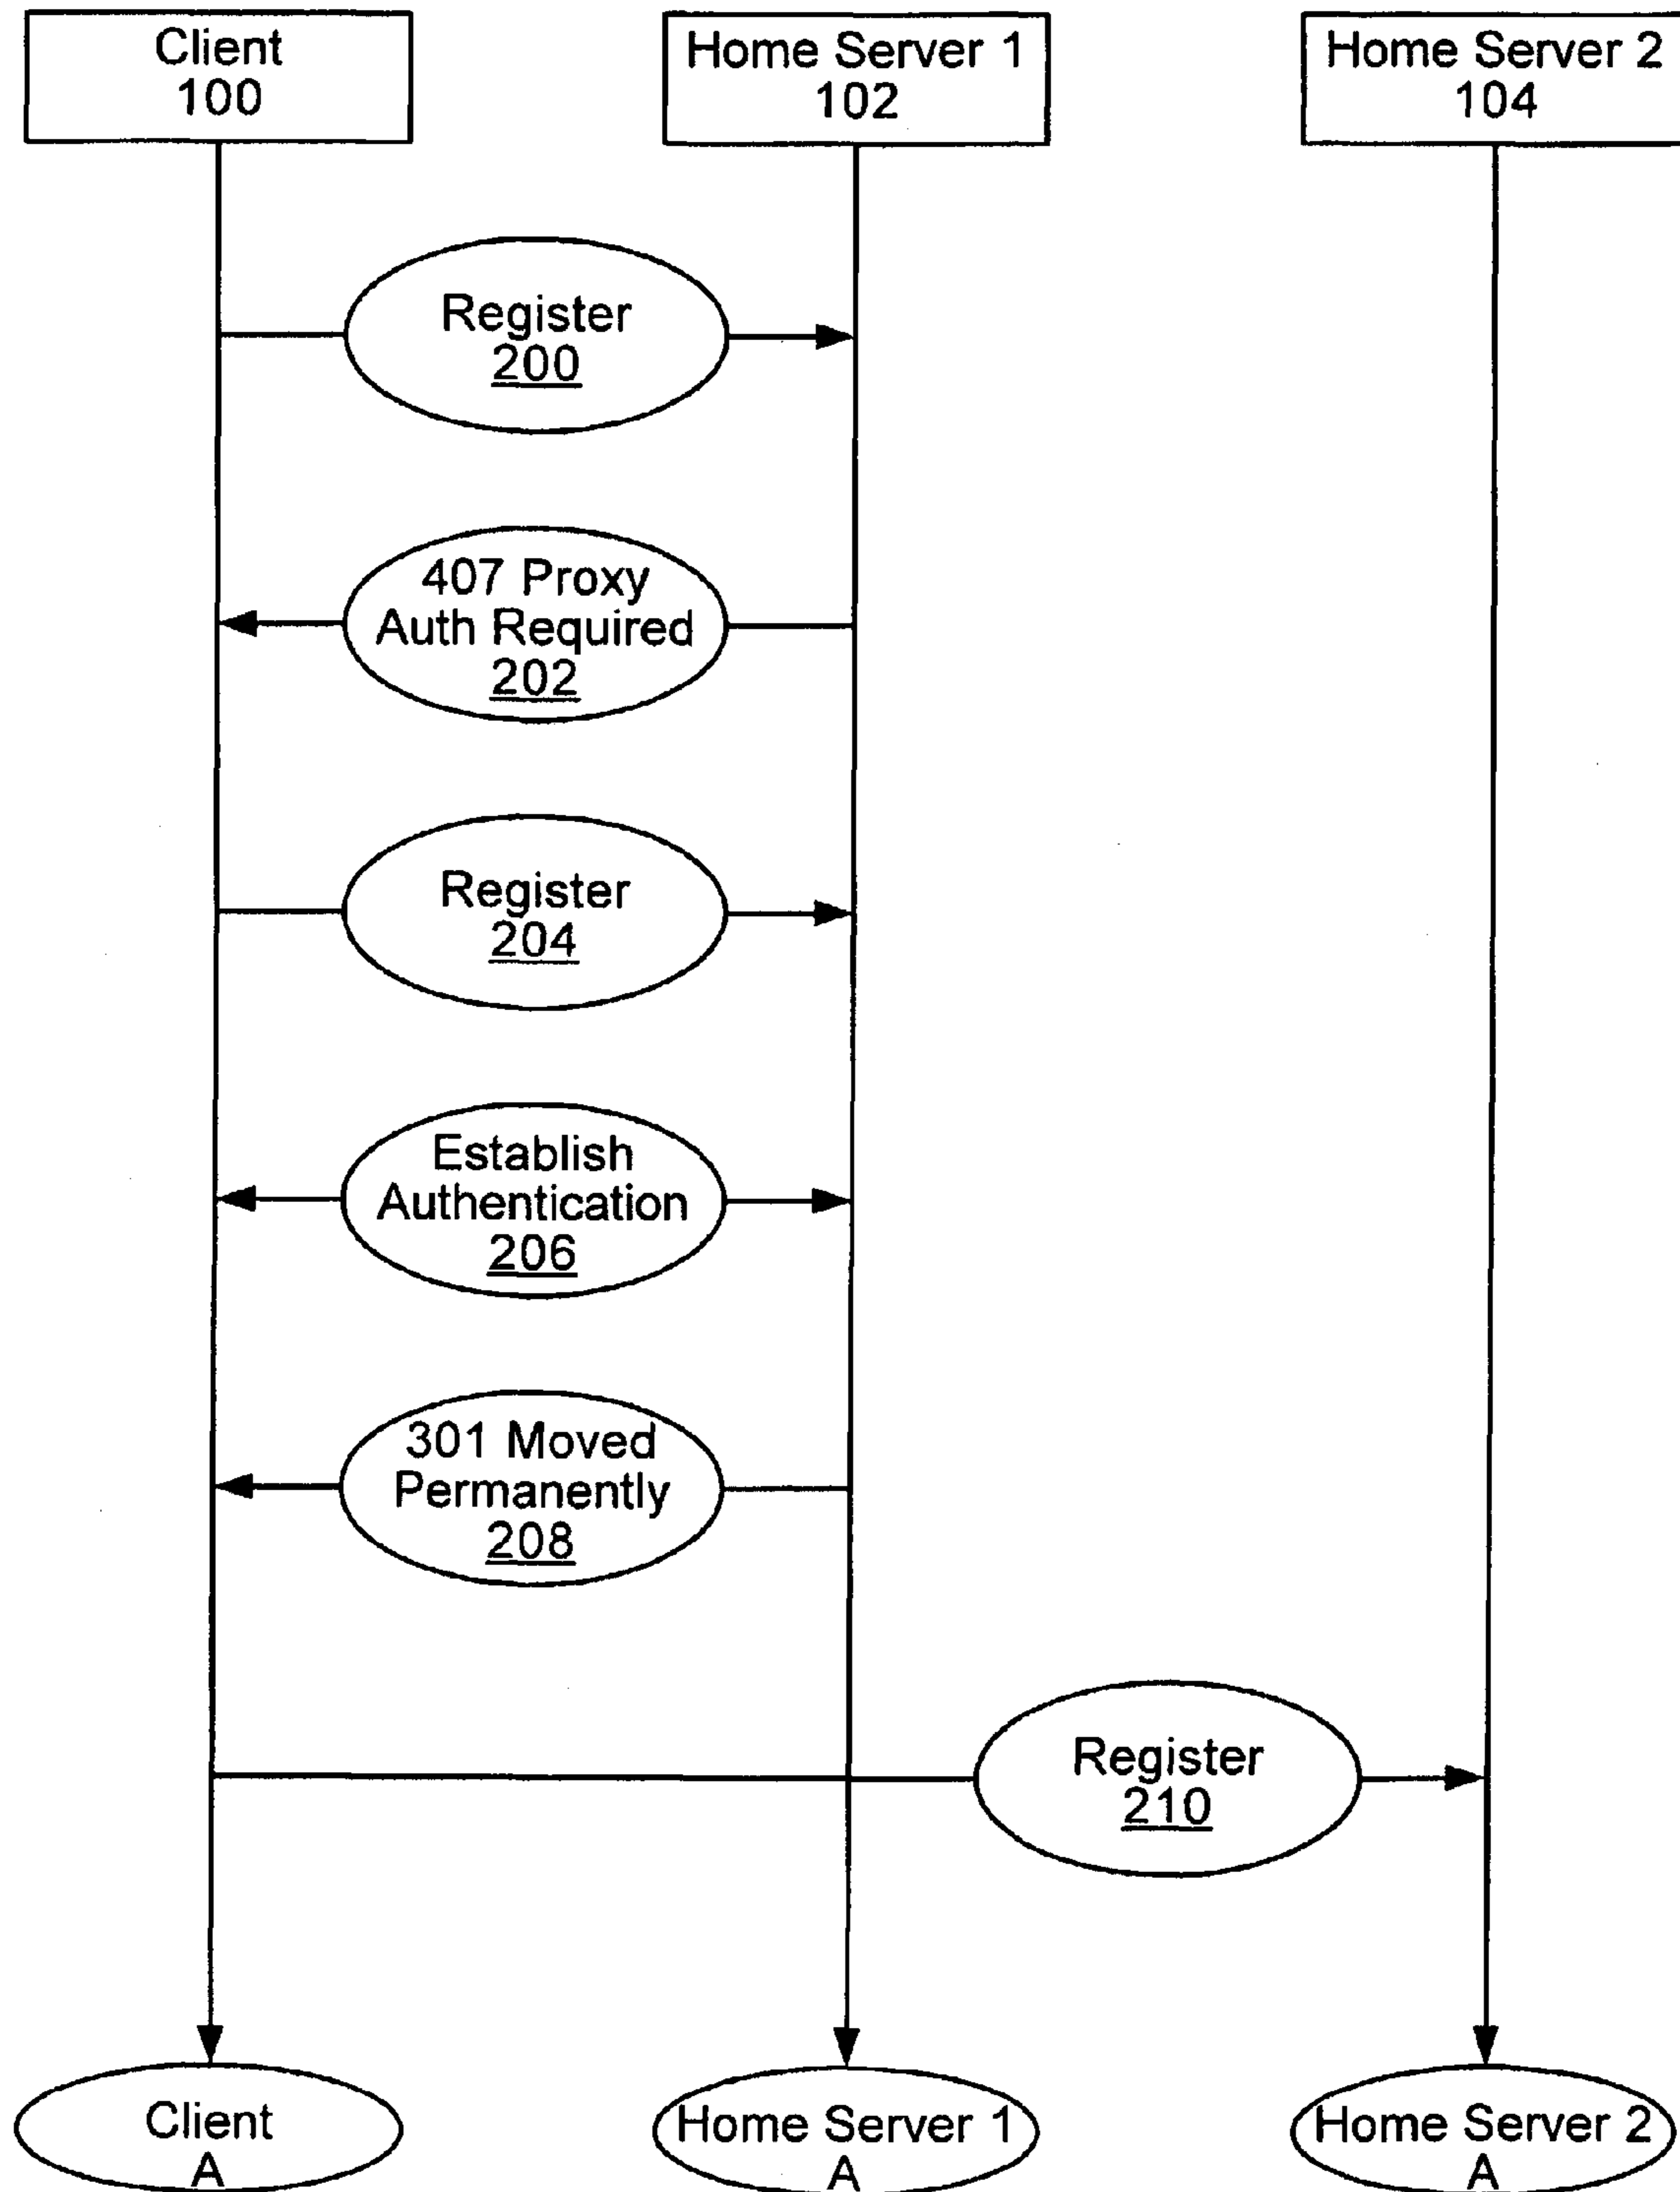 Client
100
Home Server 1
102
Home Server 2
104
Register
200
407 Proxy
Auth Required
202
Register
204
Establish
Authentication
206
301 Moved
Permanently
208
Register
210
Client
A
Home Server 1
A
Home Server 2
A